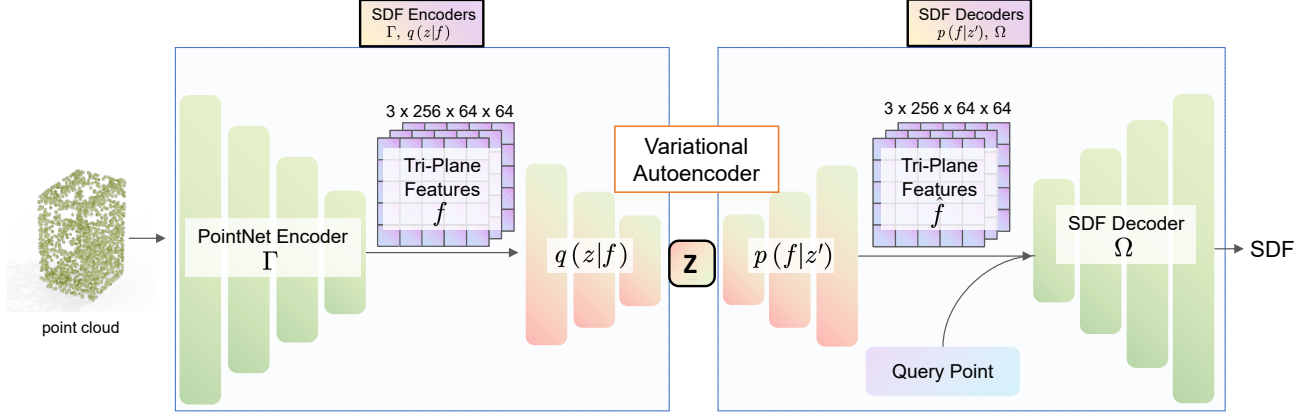 SDF Encoders
Γ, q (z|f)
SDF Decoders
p (f|z′), Ω
3 x 256 x 64 x 64
3 x 256 x 64 x 64
Variational
Autoencoder
Tri-Plane
Features
f
Tri-Plane
Features
f̂
PointNet Encoder
Γ
q (z|f)
z
p (f|z′)
SDF Decoder
Ω
SDF
point cloud
Query Point